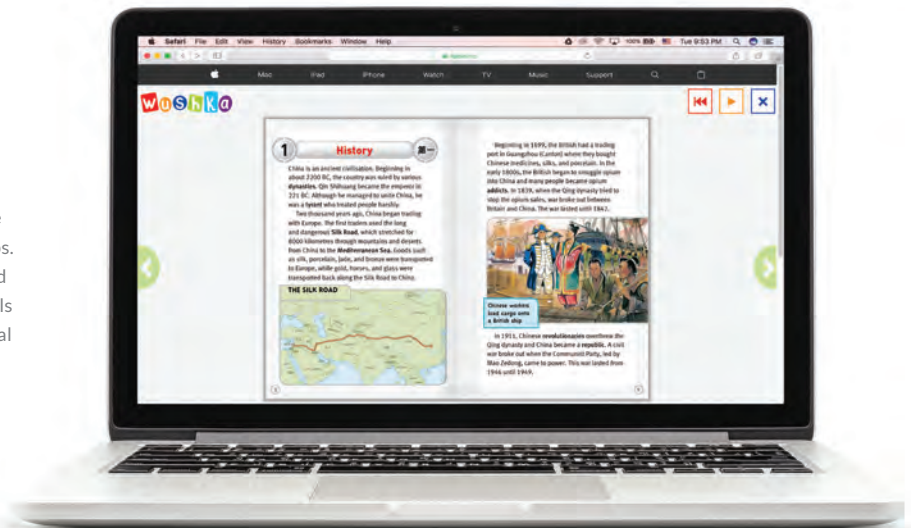 Safari File Edit View History Bookmarks Window Help
100% Tue 9:53 PM
Mac iPad iPhone Watch TV Music Support
wushka
1 History 第一
China is an ancient civilisation. Beginning in
about 2200 BC, the country was ruled by various
dynasties. Qin Shihuang became the emperor in
221 BC. Although he managed to unite China, he
was a tyrant who treated people harshly.
Two thousand years ago, China began trading
with Europe. The first traders used the long
and dangerous Silk Road, which stretched for
8000 kilometres through mountains and deserts
from China to the Mediterranean Sea. Goods such
as silk, porcelain, jade, and bronze were transported
to Europe, while gold, horses, and glass were
transported back along the Silk Road to China.
THE SILK ROAD
Beginning in 1699, the British had a trading
port in Guangzhou (Canton) where they bought
Chinese medicines, silks, and porcelain. In the
early 1800s, the British began to smuggle opium
into China and many people became opium
addicts. In 1839, when the Qing dynasty tried to
stop the opium sales, war broke out between
Britain and China. The war lasted until 1842.
Chinese workers
load cargo onto
a British ship
In 1911, Chinese revolutionaries overthrew the
Qing dynasty and China became a republic. A civil
war broke out when the Communist Party, led by
Mao Zedong, came to power. This war lasted from
1946 until 1949.